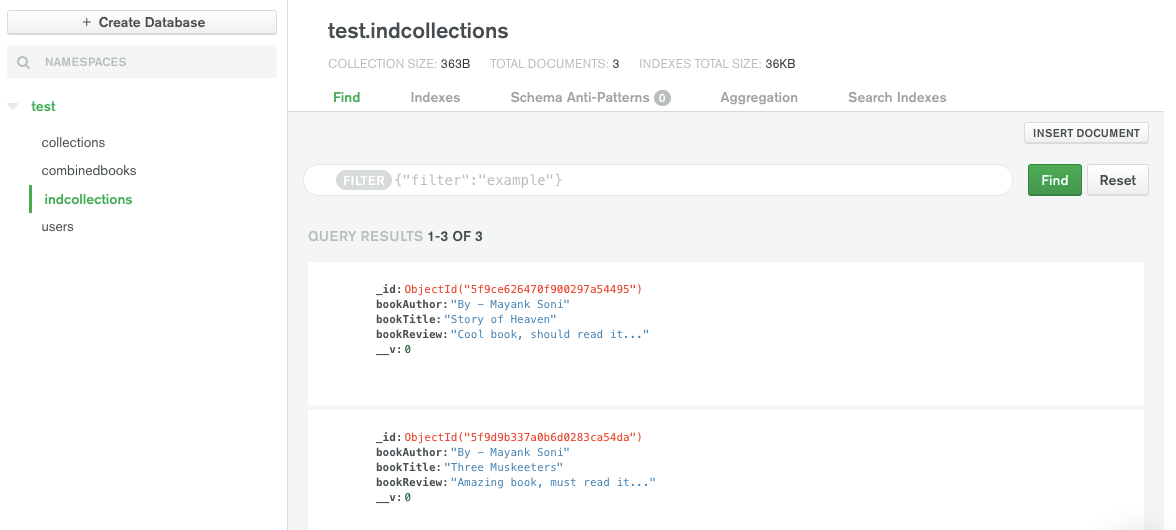 + Create Database
NAMESPACES
test
collections
combinedbooks
indcollections
users
test.indcollections
COLLECTION SIZE: 363B TOTAL DOCUMENTS: 3 INDEXES TOTAL SIZE: 36KB
Find Indexes Schema Anti-Patterns 0 Aggregation Search Indexes
INSERT DOCUMENT
FILTER {"filter":"example"} Find Reset
QUERY RESULTS 1-3 OF 3
_id: ObjectId("5f9ce626470f900297a54495")
bookAuthor: "By - Mayank Soni"
bookTitle: "Story of Heaven"
bookReview: "Cool book, should read it..."
__v: 0
_id: ObjectId("5f9d9b337a0b6d0283ca54da")
bookAuthor: "By - Mayank Soni"
bookTitle: "Three Muskeeters"
bookReview: "Amazing book, must read it..."
__v: 0